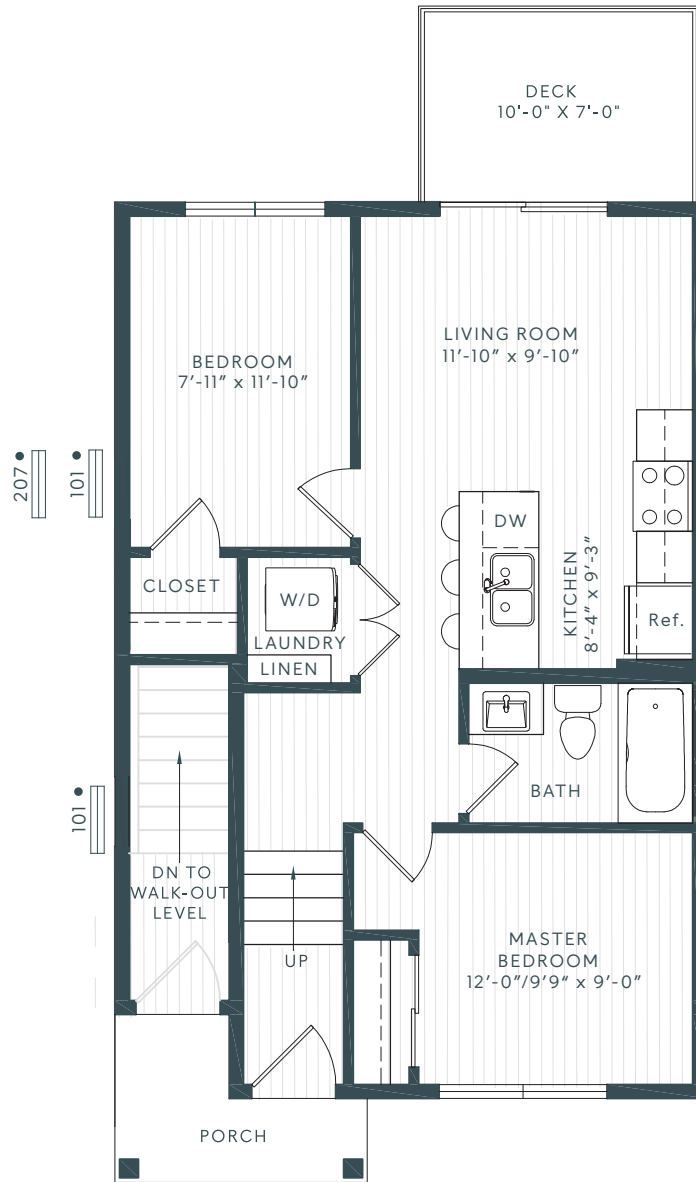 DECK
10'-0" X 7'-0"
LIVING ROOM
11'-10" x 9'-10"
BEDROOM
7'-11" x 11'-10"
207
101
DW
KITCHEN
8'-4" x 9'-3"
CLOSET
W/D
Ref.
LAUNDRY
LINEN
BATH
101
DN TO
WALK-OUT
LEVEL
UP
MASTER
BEDROOM
12'-0"/9'9" x 9'-0"
PORCH